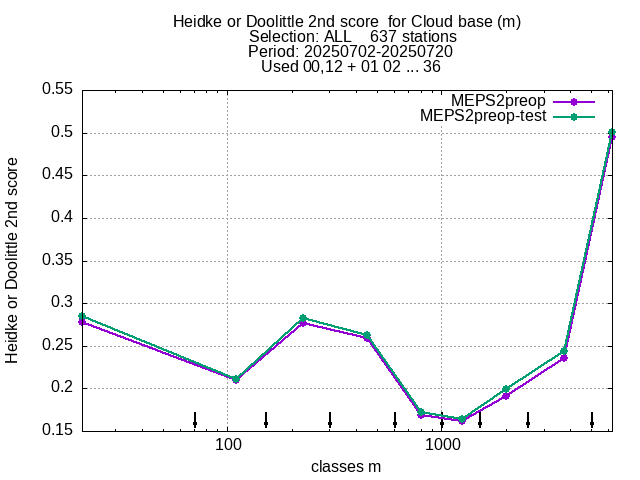 Heidke or Doolittle 2nd score  for Cloud base (m)
Selection: ALL    637 stations
Period: 20250702-20250720
Used 00,12 + 01 02 ... 36
MEPS2preop
MEPS2preop-test
Heidke or Doolittle 2nd score
0.55
0.5
0.45
0.4
0.35
0.3
0.25
0.2
0.15
100 1000
classes m